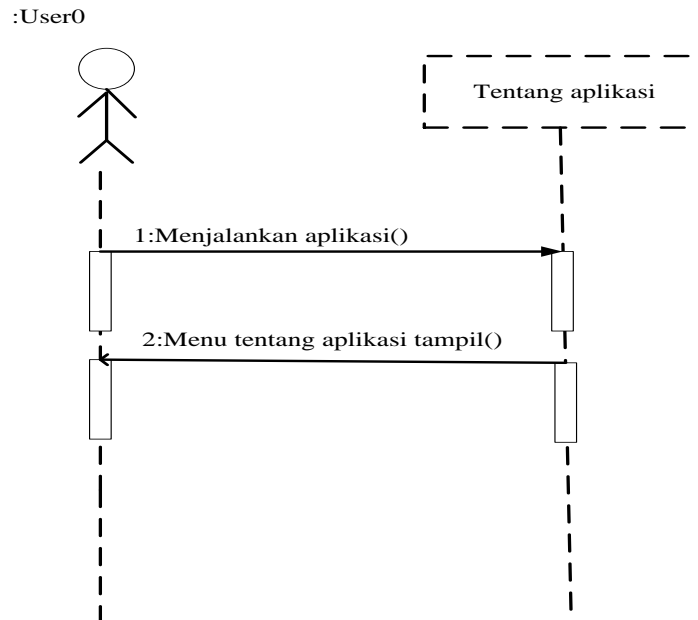 :User0
Tentang aplikasi
1:Menjalankan aplikasi()
2:Menu tentang aplikasi tampil()